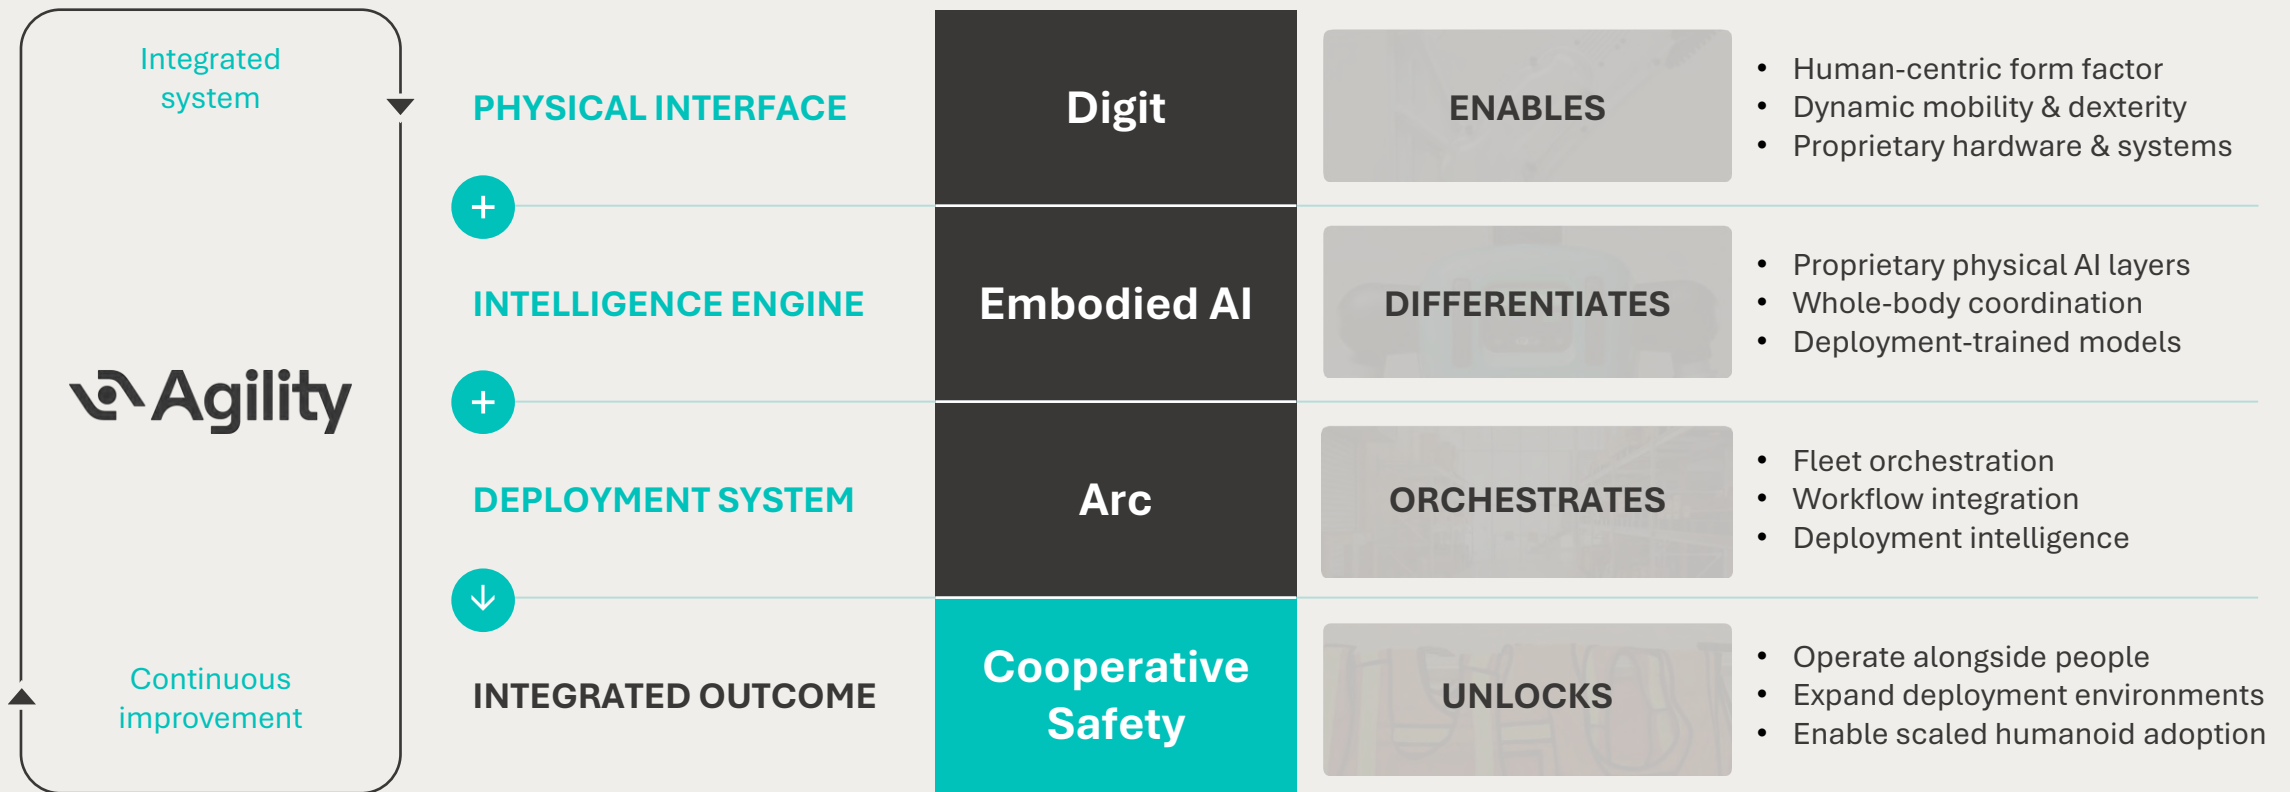 Integrated
system
Agility
Continuous
improvement
PHYSICAL INTERFACE
Digit
ENABLES
• Human-centric form factor
• Dynamic mobility & dexterity
• Proprietary hardware & systems
+
INTELLIGENCE ENGINE
Embodied AI
DIFFERENTIATES
• Proprietary physical AI layers
• Whole-body coordination
• Deployment-trained models
+
DEPLOYMENT SYSTEM
Arc
ORCHESTRATES
• Fleet orchestration
• Workflow integration
• Deployment intelligence
↓
INTEGRATED OUTCOME
Cooperative
Safety
UNLOCKS
• Operate alongside people
• Expand deployment environments
• Enable scaled humanoid adoption